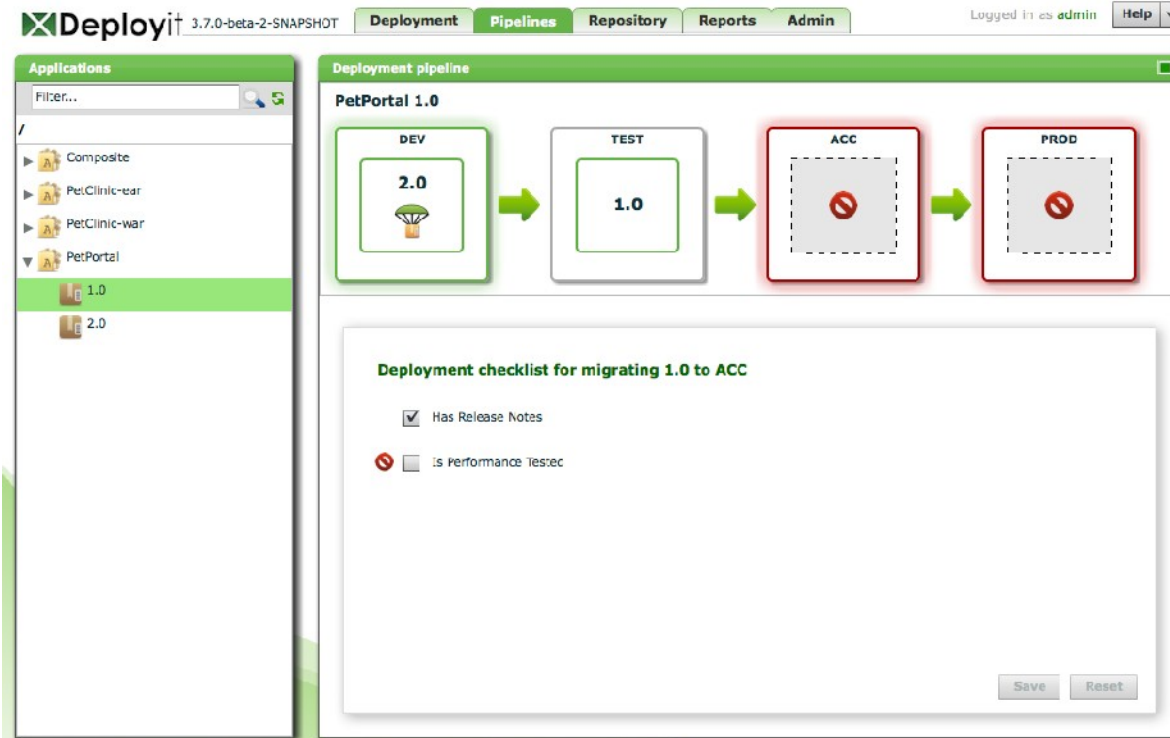 XDeployit 3.7.0-beta-2-SNAPSHOT Deployment Pipelines Repository Reports Admin Logged in as admin Help
Applications
Filter...
/
Composite
PetClinic-ear
PetClinic-war
PetPortal
1.0
2.0
Deployment pipeline
PetPortal 1.0
DEV TEST ACC PROD
2.0 1.0
Deployment checklist for migrating 1.0 to ACC
Has Release Notes
Is Performance Tested
Save Reset